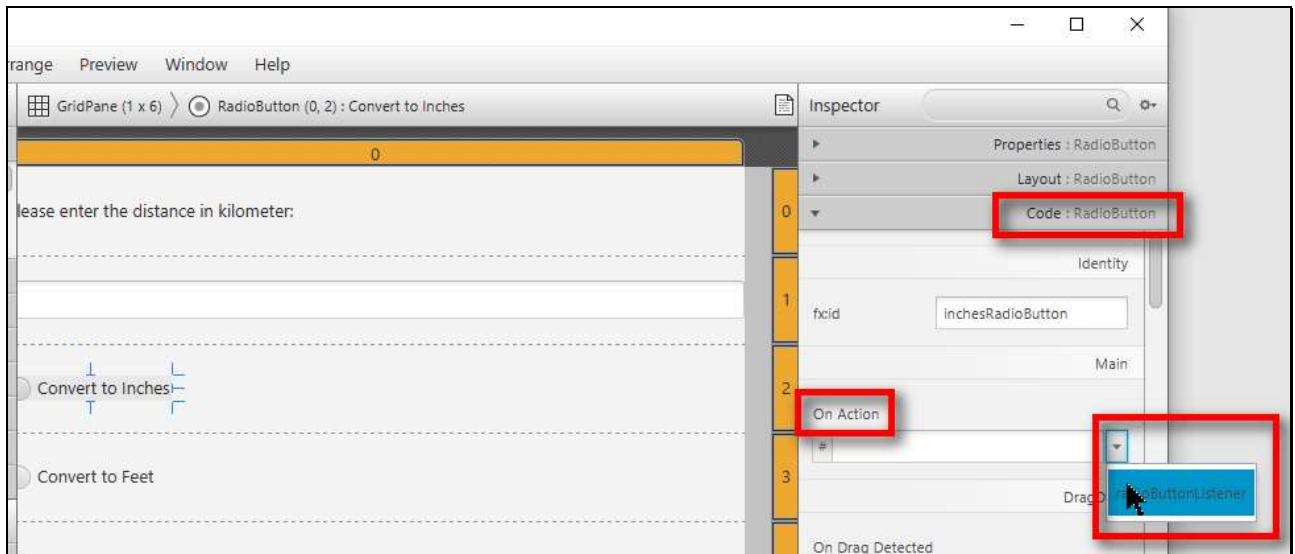 rrange Preview Window Help
GridPane (1 x 6) RadioButton (0, 2) : Convert to Inches
Inspector
0
Properties : RadioButton
Layout : RadioButton
lease enter the distance in kilometer:
0
Code : RadioButton
Identity
1
fx:id
inchesRadioButton
Main
Convert to Inches
2
On Action
#
Convert to Feet
3
On Drag Detected